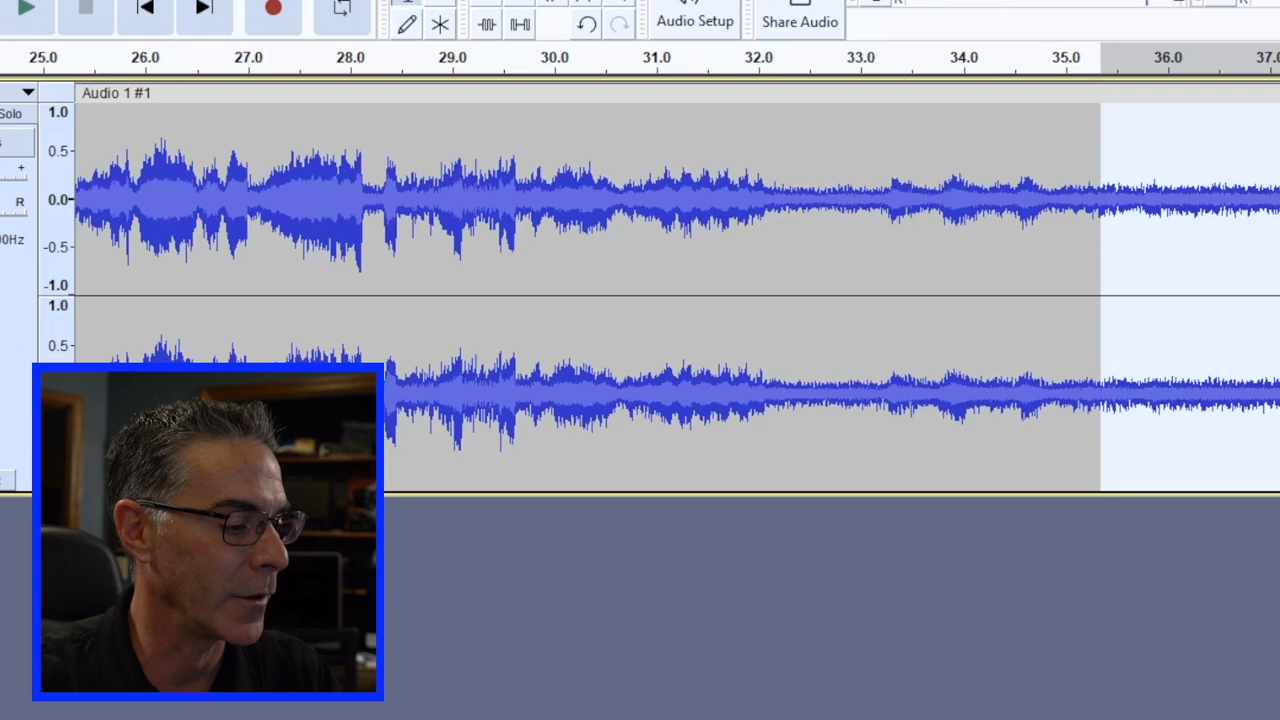 Audio Setup
Share Audio
25.0 26.0 27.0 28.0 29.0 30.0 31.0 32.0 33.0 34.0 35.0 36.0 37.0
Audio 1 #1
Solo
1.0
0.5
0.0
-0.5
-1.0
R
00Hz
1.0
0.5